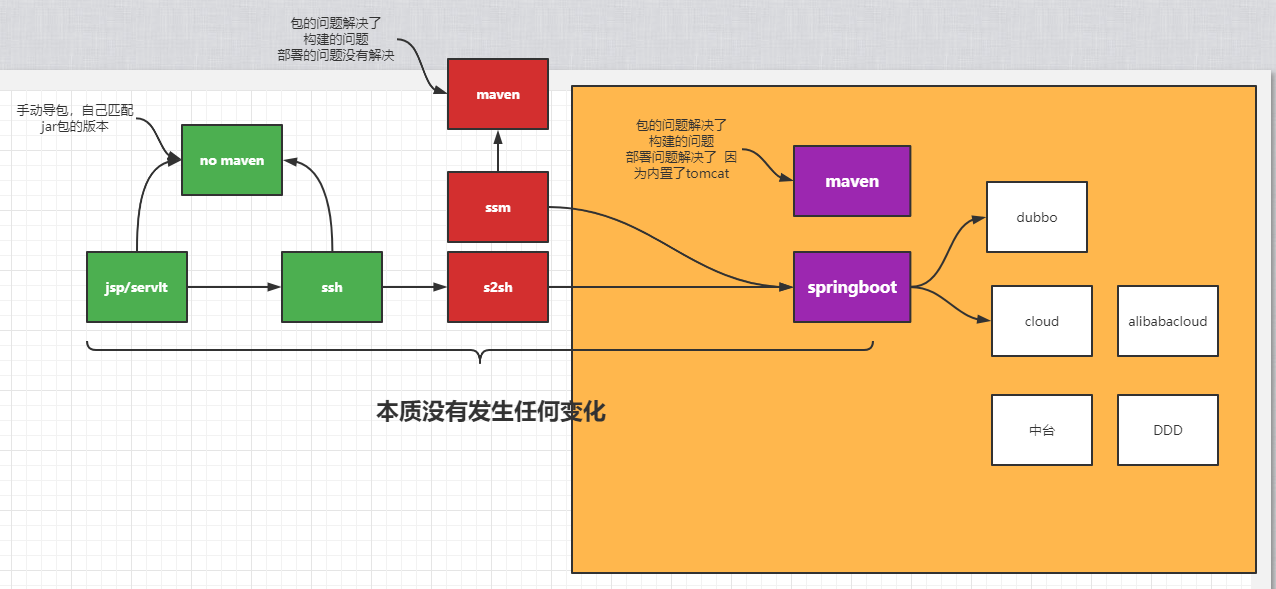 包的问题解决了
构建的问题
部署的问题没有解决
maven
手动导包，自己匹配
jar包的版本
no maven
包的问题解决了
构建的问题
部署问题解决了 因
为内置了tomcat
maven
ssm
dubbo
jsp/servlt
ssh
s2sh
springboot
cloud
alibabacloud
本质没有发生任何变化
中台
DDD